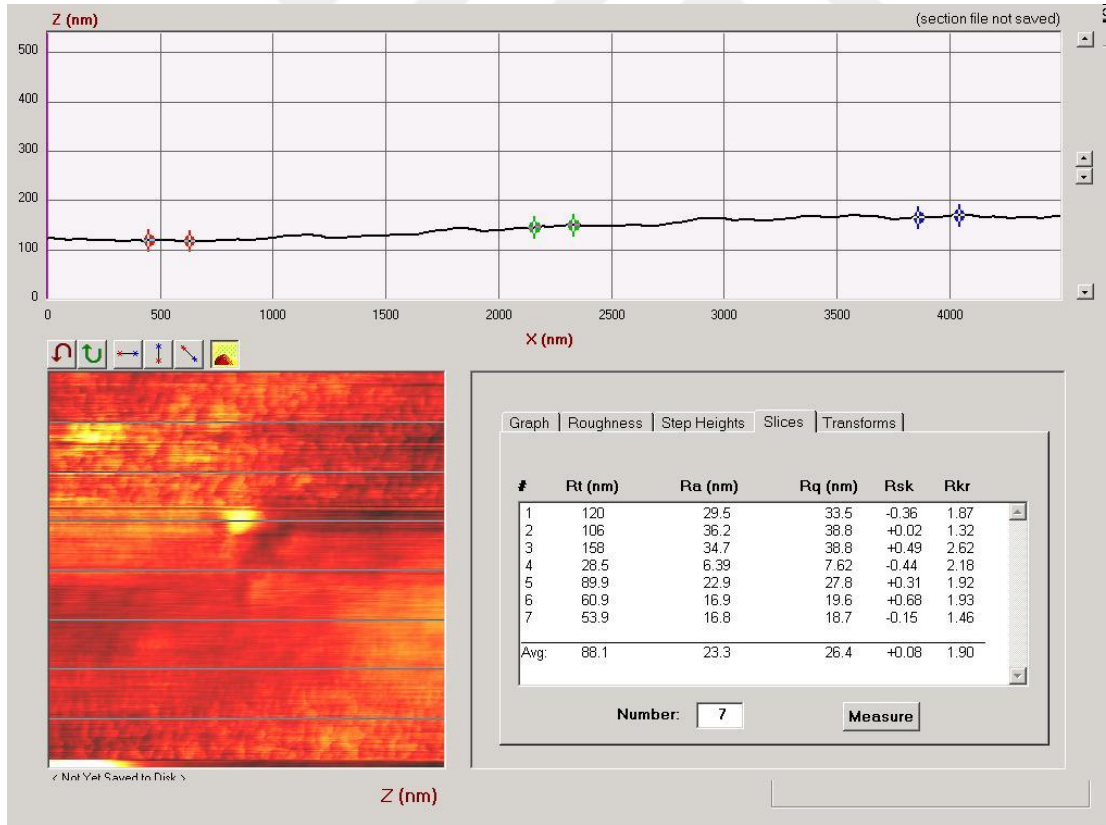 Z (nm) (section file not saved)
500
400
300
200
100
0
0 500 1000 1500 2000 2500 3000 3500 4000
X (nm)
Graph Roughness Step Heights Slices Transforms
# Rt (nm) Ra (nm) Rq (nm) Rsk Rkr
1 120 29.5 33.5 -0.36 1.87
2 106 36.2 38.8 +0.02 1.32
3 158 34.7 38.8 +0.49 2.62
4 28.5 6.39 7.62 -0.44 2.18
5 89.9 22.9 27.8 +0.31 1.92
6 60.9 16.9 19.6 +0.68 1.93
7 53.9 16.8 18.7 -0.15 1.46
Avg: 88.1 23.3 26.4 +0.08 1.90
Number: 7 Measure
< Not Yet Saved to Disk >
Z (nm)